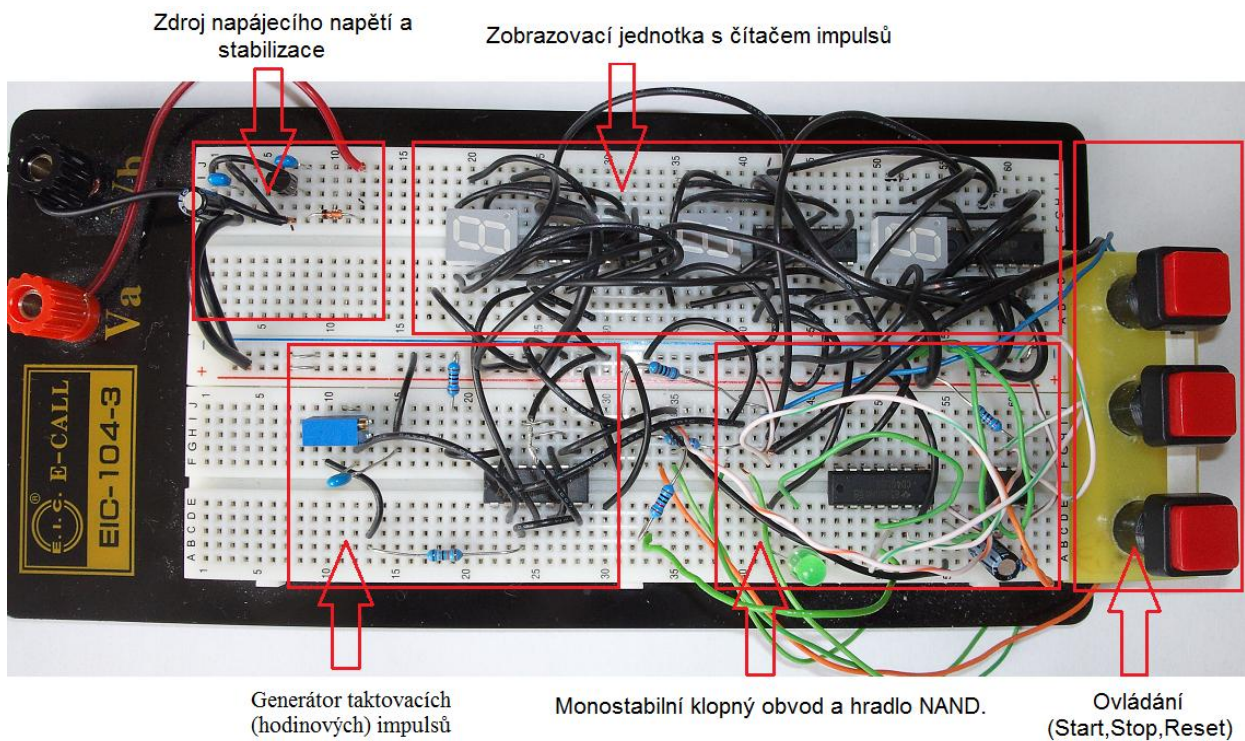 Zdroj napájecího napětí a
stabilizace
Zobrazovací jednotka s čítačem impulsů
Va
E.I.C. E-CALL
EIC-104-3
Generátor taktovacích
(hodinových) impulsů
Monostabilní klopný obvod a hradlo NAND.
Ovládání
(Start,Stop,Reset)